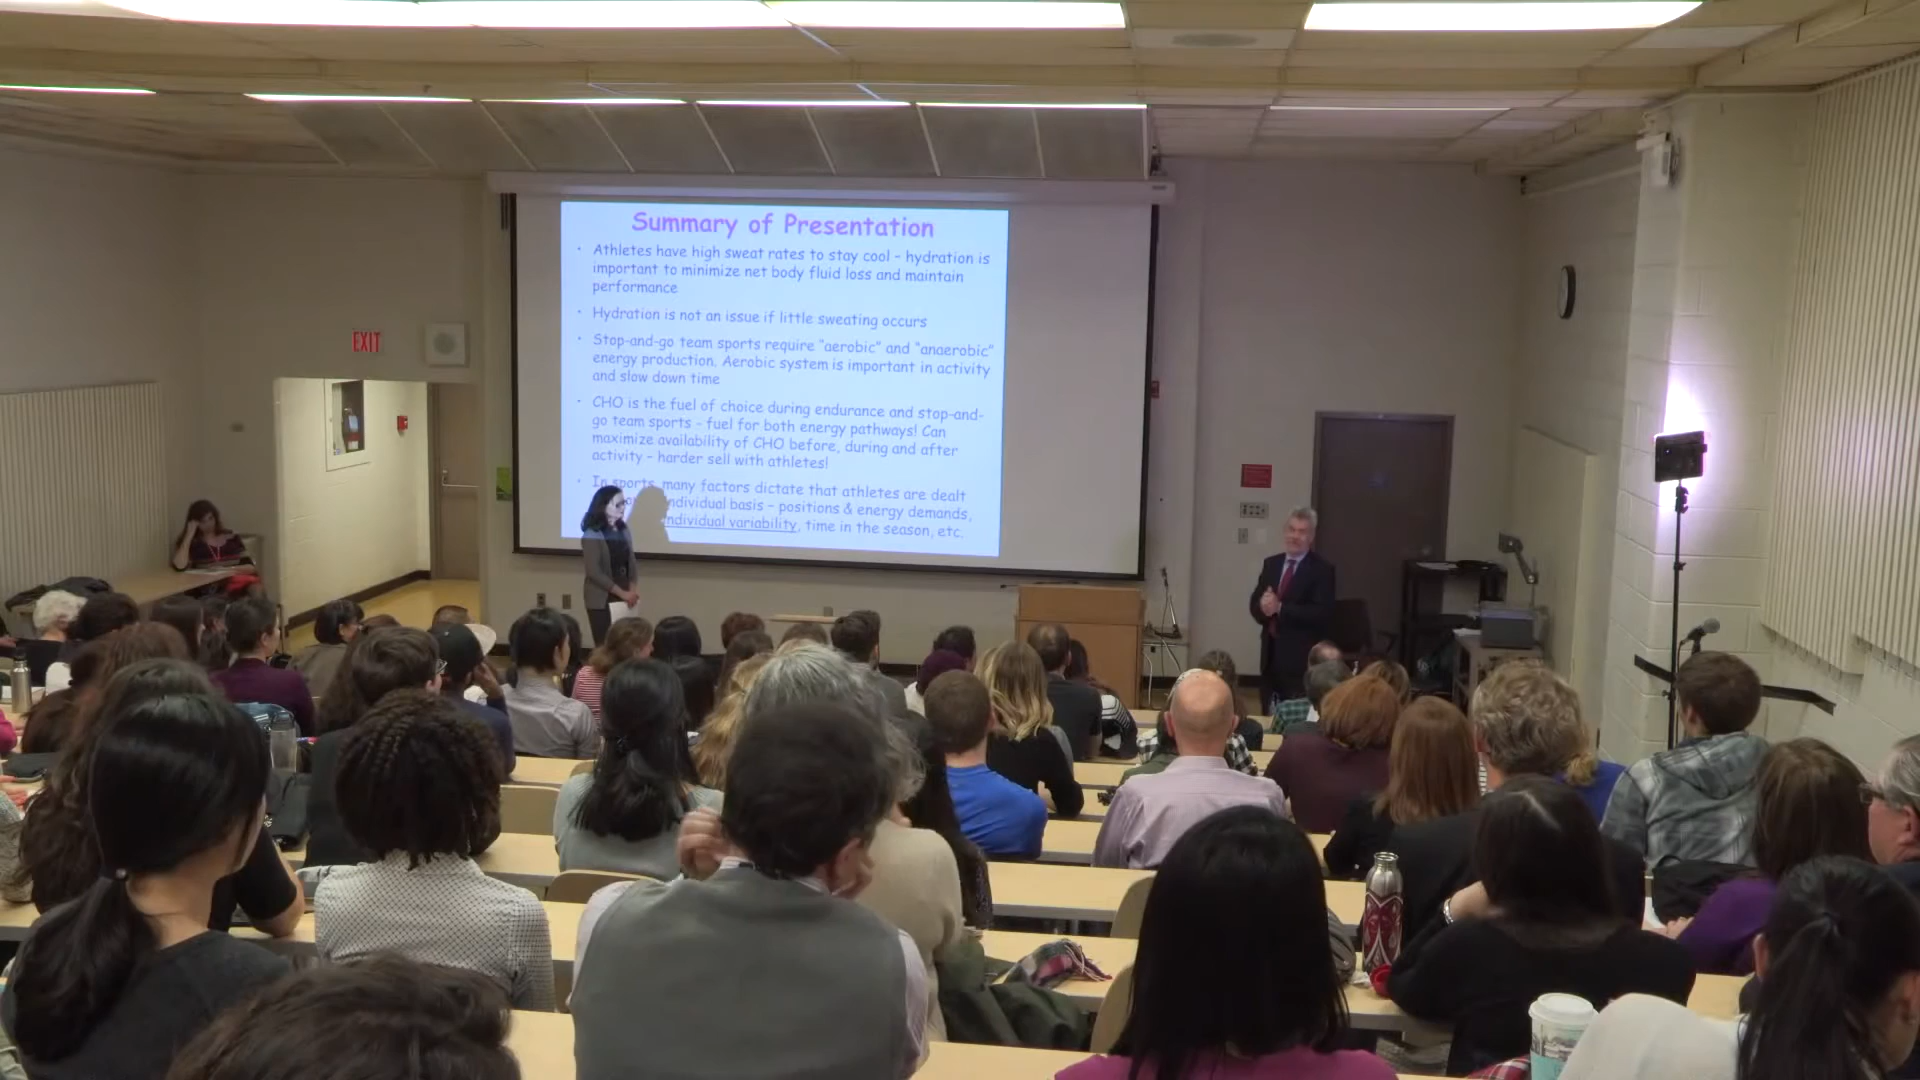 Summary of Presentation
• Athletes have high sweat rates to stay cool – hydration is
important to minimize net body fluid loss and maintain
performance
• Hydration is not an issue if little sweating occurs
• Stop-and-go team sports require "aerobic" and "anaerobic"
energy production. Aerobic system is important in activity
and slow down time
• CHO is the fuel of choice during endurance and stop-and-
go team sports - fuel for both energy pathways! Can
maximize availability of CHO before, during and after
activity – harder sell with athletes!
• In sports, many factors dictate that athletes are dealt
individual basis – positions & energy demands,
individual variability, time in the season, etc.
EXIT